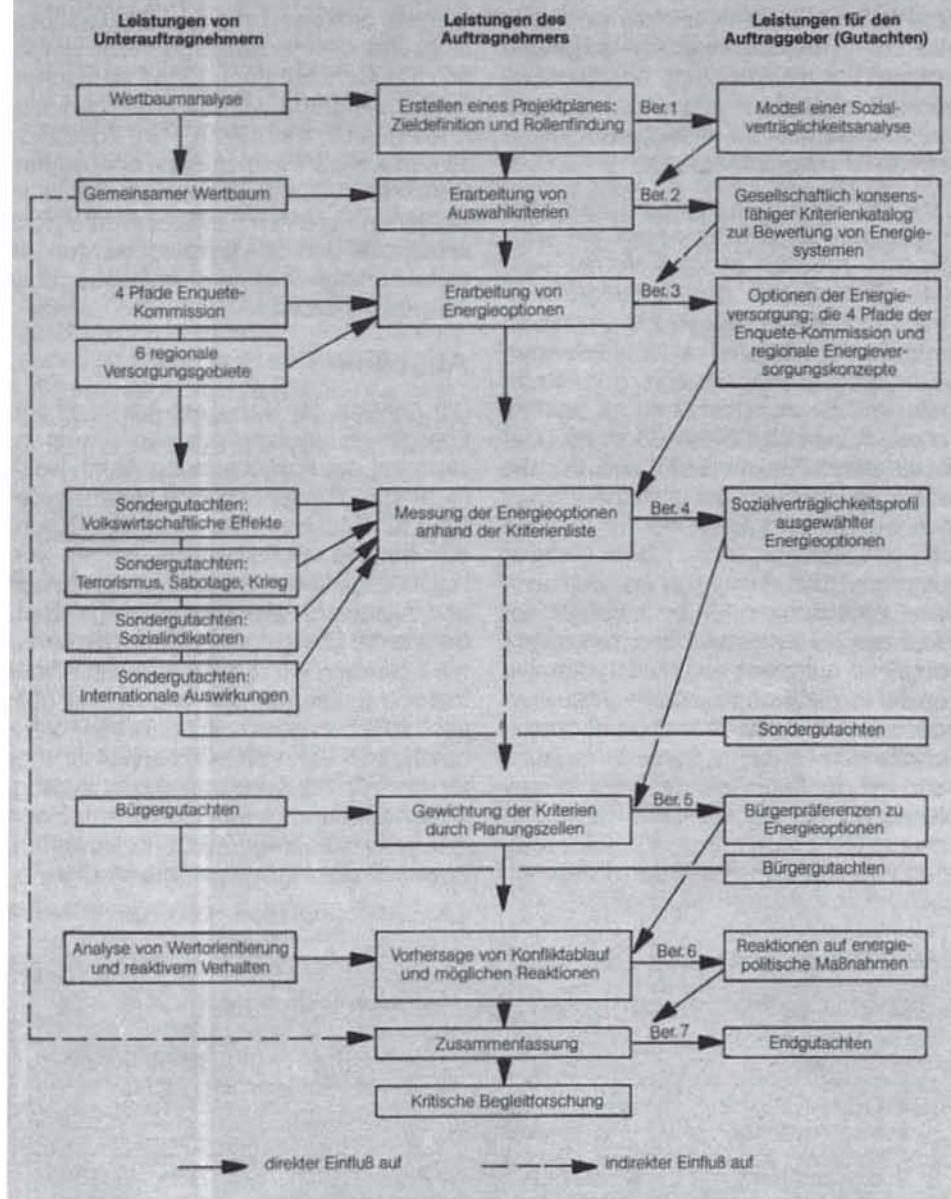 Leistungen von
Unterauftragnehmern
Leistungen des
Auftragnehmers
Leistungen für den
Auftraggeber (Gutachten)
Wertbaumanalyse
Erstellen eines Projektplanes:
Zieldefinition und Rollenfindung
Ber. 1
Modell einer Sozial-
verträglichkeitsanalyse
Gemeinsamer Wertbaum
Erarbeitung von
Auswahlkriterien
Ber. 2
Gesellschaftlich konsens-
fähiger Kriterienkatalog
zur Bewertung von Energie-
systemen
4 Pfade Enquete-
Kommission
Erarbeitung von
Energieoptionen
Ber. 3
Optionen der Energie-
versorgung: die 4 Pfade der
Enquete-Kommission und
regionale Energiever-
sorgungskonzepte
6 regionale
Versorgungsgebiete
Sondergutachten:
Volkswirtschaftliche Effekte
Messung der Energieoptionen
anhand der Kriterienliste
Ber. 4
Sozialverträglichkeitsprofil
ausgewählter
Energieoptionen
Sondergutachten:
Terrorismus, Sabotage, Krieg
Sondergutachten:
Sozialindikatoren
Sondergutachten:
Internationale Auswirkungen
Sondergutachten
Bürgergutachten
Gewichtung der Kriterien
durch Planungszellen
Ber. 5
Bürgerpräferenzen zu
Energieoptionen
Bürgergutachten
Analyse von Wertorientierung
und reaktivem Verhalten
Vorhersage von Konfliktablauf
und möglichen Reaktionen
Ber. 6
Reaktionen auf energie-
politische Maßnahmen
Zusammenfassung
Ber. 7
Endgutachten
Kritische Begleitforschung
direkter Einfluß auf
indirekter Einfluß auf